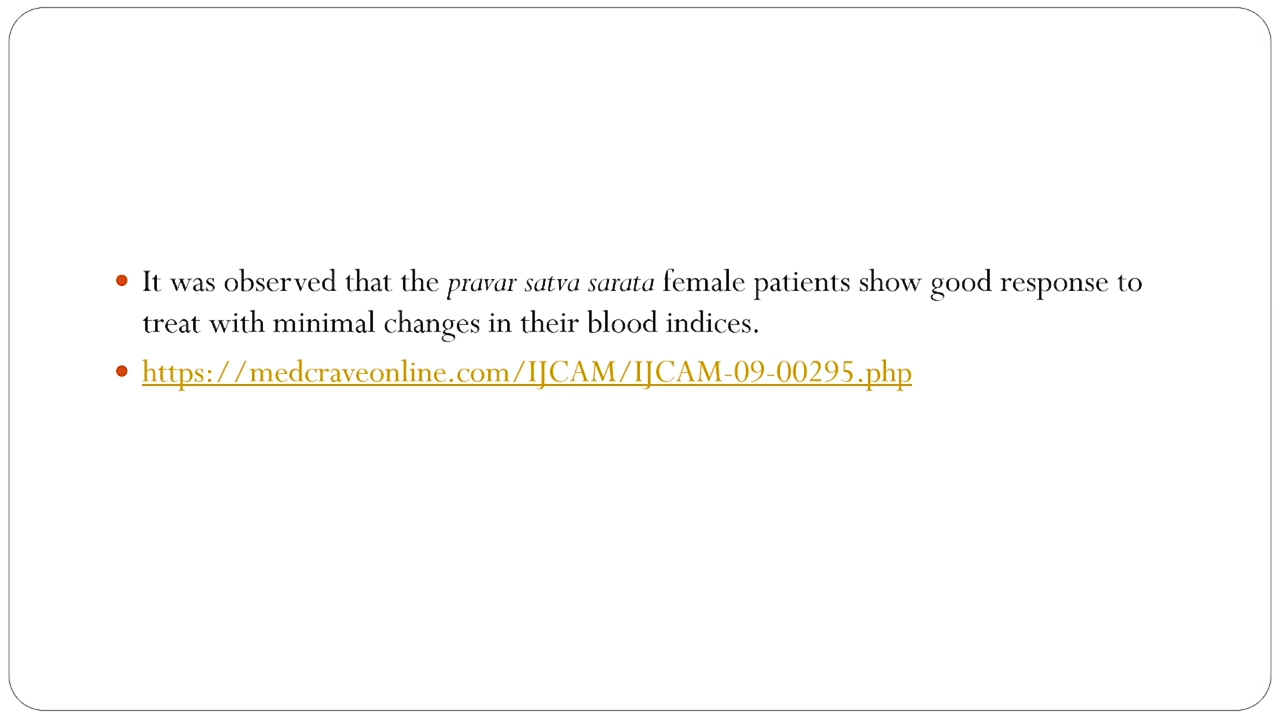 It was observed that the pravar satva sarata female patients show good response to
treat with minimal changes in their blood indices.
https://medcraveonline.com/IJCAM/IJCAM-09-00295.php